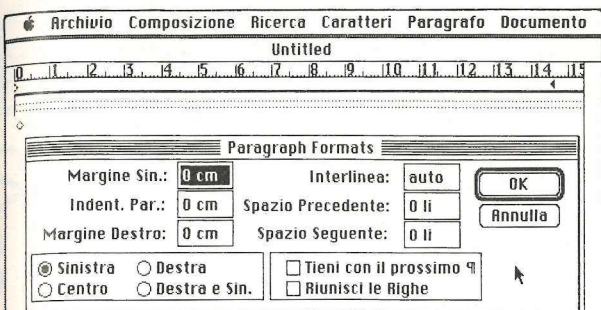 Archivio Composizione Ricerca Caratteri Paragrafo Documento
Untitled
0 1 2 3 4 5 6 7 8 9 10 11 12 13 14 15
Paragraph Formats
Margine Sin.: 0 cm Interlinea: auto OK
Indent. Par.: 0 cm Spazio Precedente: 0 li Annulla
Margine Destro: 0 cm Spazio Seguente: 0 li
Sinistra Destra Tieni con il prossimo ¶
Centro Destra e Sin. Riunisci le Righe